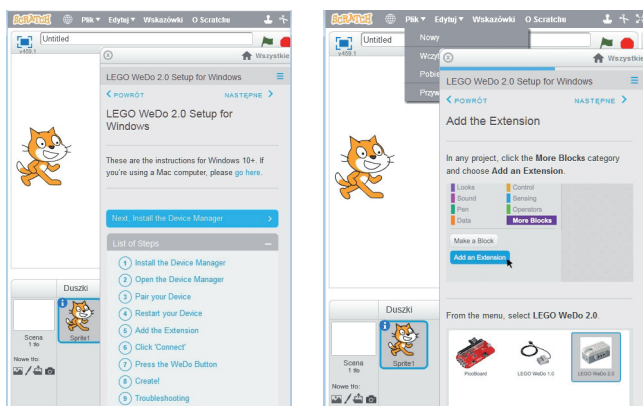 SCRATCH Plik Edytuj Wskazówki O Scratchu
Untitled
v459.1
Wszystkie
LEGO WeDo 2.0 Setup for Windows
POWRÓT NASTĘPNE
LEGO WeDo 2.0 Setup for
Windows
These are the instructions for Windows 10+. If
you're using a Mac computer, please go here.
Next, Install the Device Manager
List of Steps
1 Install the Device Manager
2 Open the Device Manager
3 Pair your Device
4 Restart your Device
5 Add the Extension
6 Click 'Connect'
7 Press the WeDo Button
8 Create!
9 Troubleshooting
Duszki
Scena
1 tło
Sprite1
Nowe tło:
SCRATCH Plik Edytuj Wskazówki O Scratchu
Untitled
v459.1
Nowy
Wszystkie
LEGO WeDo 2.0 Setup for Windows
POWRÓT NASTĘPNE
Add the Extension
In any project, click the More Blocks category
and choose Add an Extension.
Looks Control
Sound Sensing
Pen Operators
Data More Blocks
Make a Block
Add an Extension
From the menu, select LEGO WeDo 2.0.
PicoBoard LEGO WeDo 1.0 LEGO WeDo 2.0
Duszki
Scena
1 tło
Sprite1
Nowe tło: